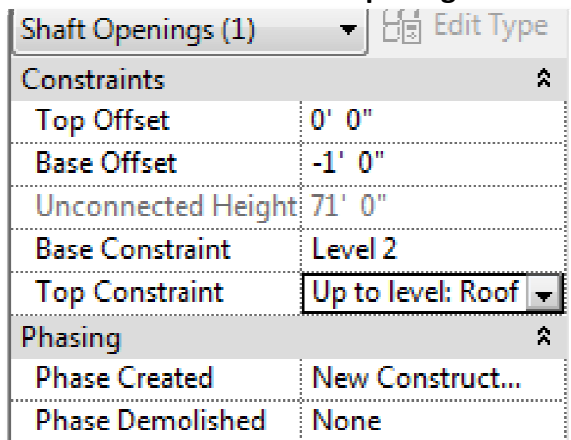 Shaft Openings (1) Edit Type
Constraints
Top Offset 0' 0"
Base Offset -1' 0"
Unconnected Height 71' 0"
Base Constraint Level 2
Top Constraint Up to level: Roof
Phasing
Phase Created New Construct...
Phase Demolished None